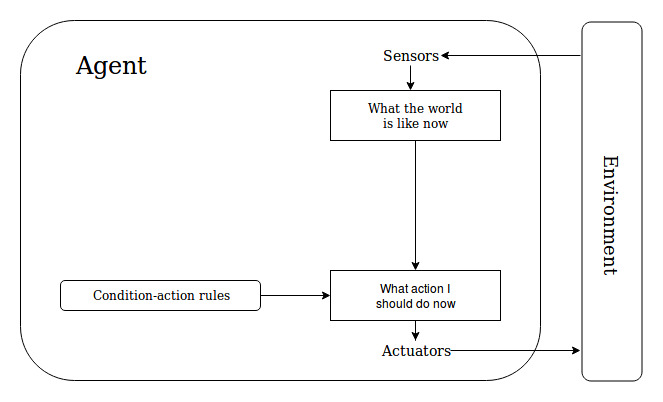 Agent
Sensors
What the world
is like now
Environment
Condition-action rules
What action I
should do now
Actuators